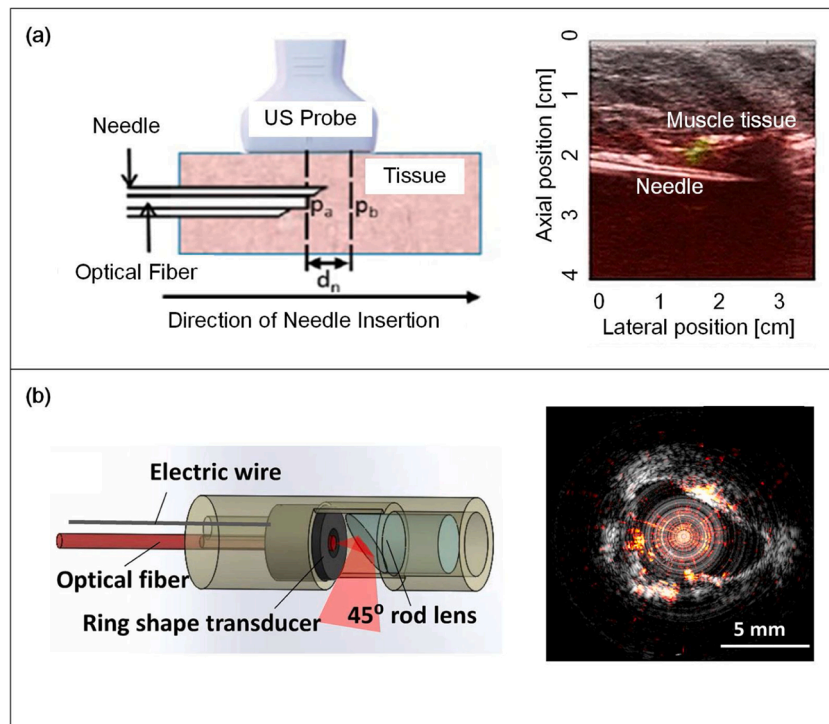 (a)
US Probe
Needle
Tissue
pa
pb
Optical Fiber
dn
Direction of Needle Insertion
0
1
2
3
4
Axial position [cm]
Muscle tissue
Needle
0 1 2 3
Lateral position [cm]
(b)
Electric wire
Optical fiber
Ring shape transducer
45⁰ rod lens
5 mm